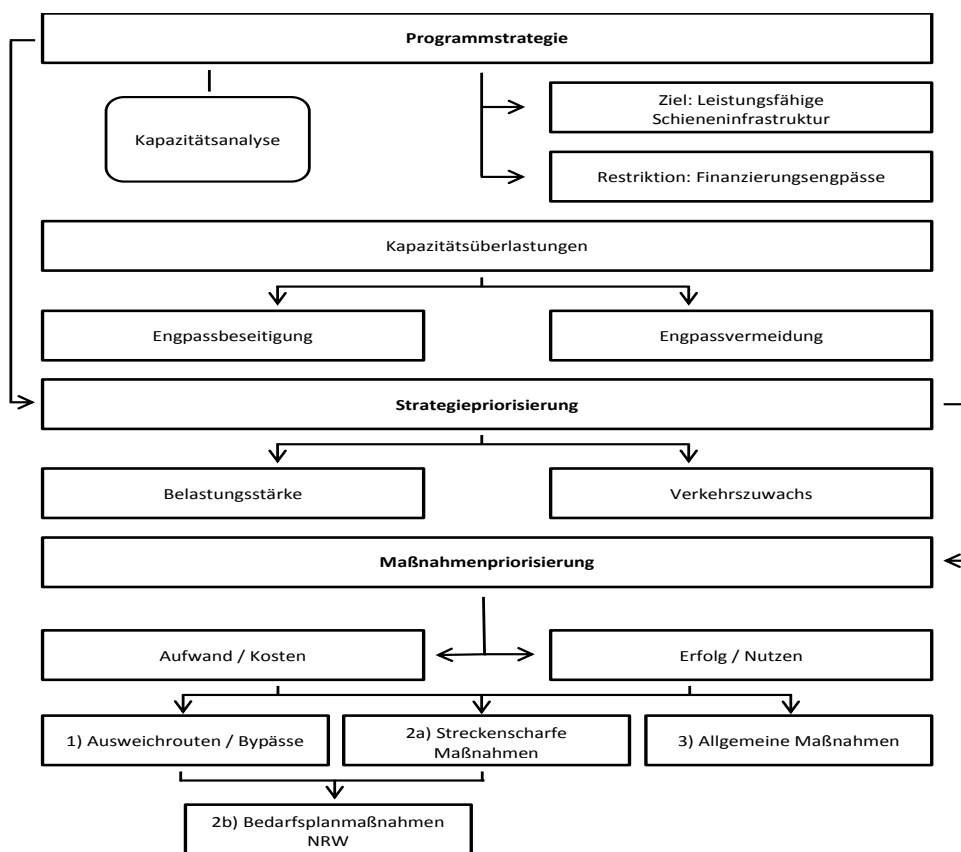 Programmstrategie
Kapazitätsanalyse
Ziel: Leistungsfähige
Schieneninfrastruktur
Restriktion: Finanzierungsengpässe
Kapazitätsüberlastungen
Engpassbeseitigung
Engpassvermeidung
Strategiepriorisierung
Belastungsstärke
Verkehrszuwachs
Maßnahmenpriorisierung
Aufwand / Kosten
Erfolg / Nutzen
1) Ausweichrouten / Bypässe
2a) Streckenscharfe
Maßnahmen
3) Allgemeine Maßnahmen
2b) Bedarfsplanmaßnahmen
NRW